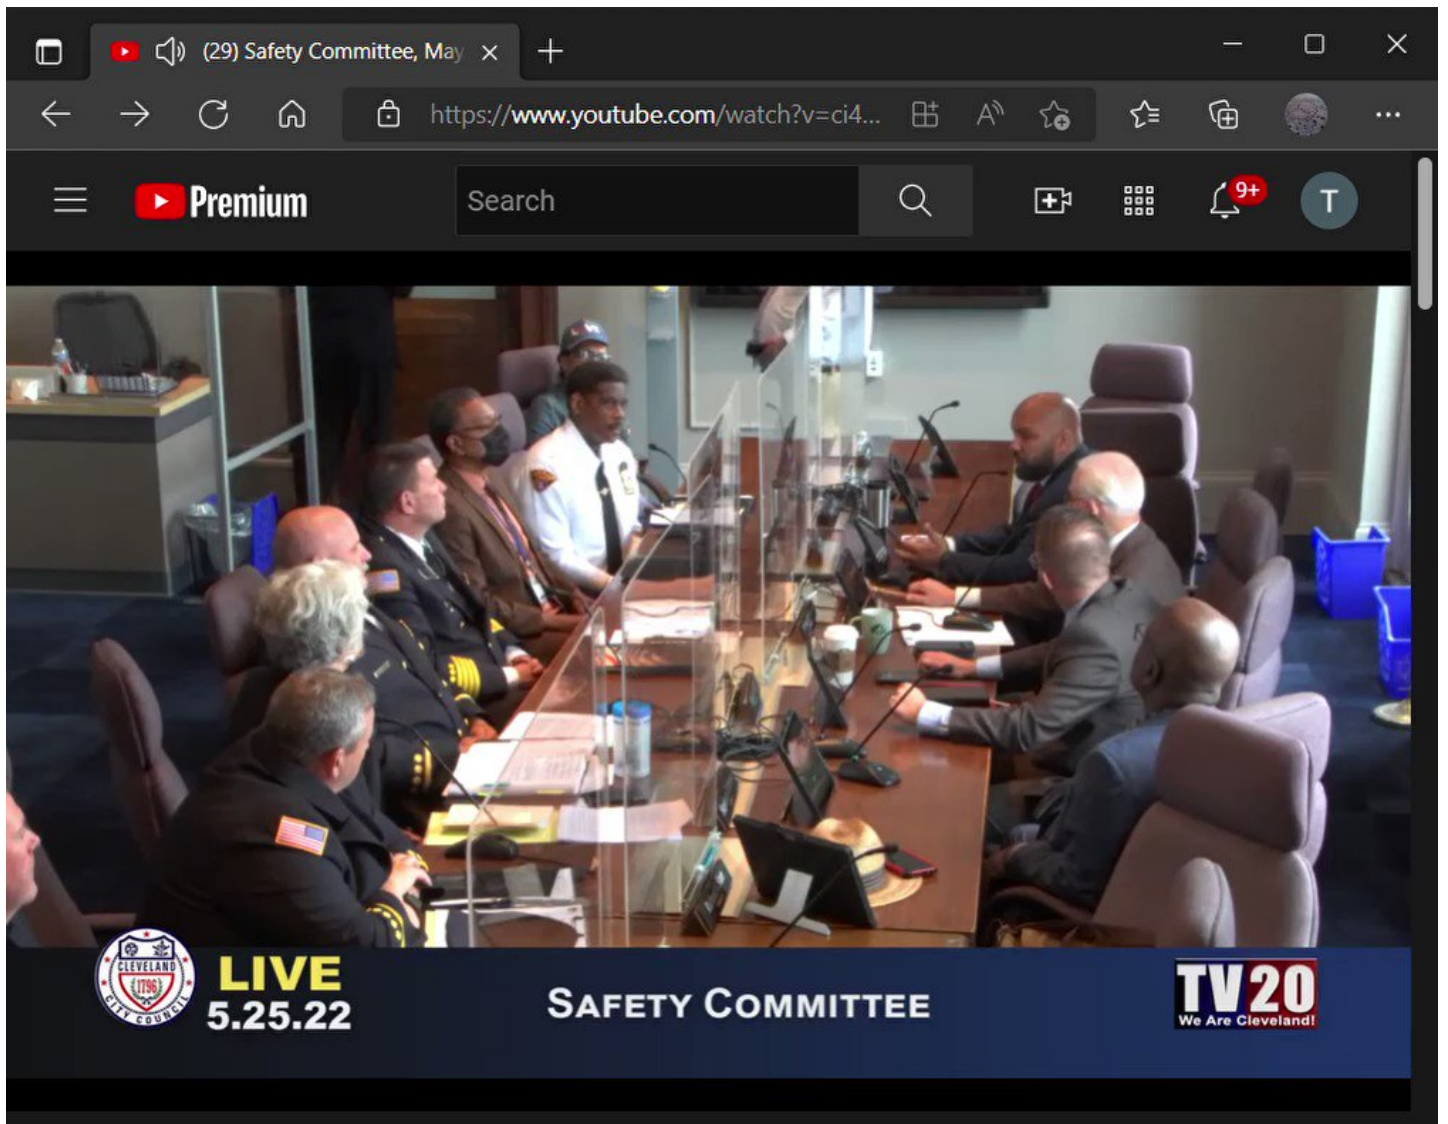 (29) Safety Committee, May
https://www.youtube.com/watch?v=ci4...
Premium
Search
9+
T
CLEVELAND
1796
CITY COUNCIL
LIVE
5.25.22
SAFETY COMMITTEE
TV20
We Are Cleveland!